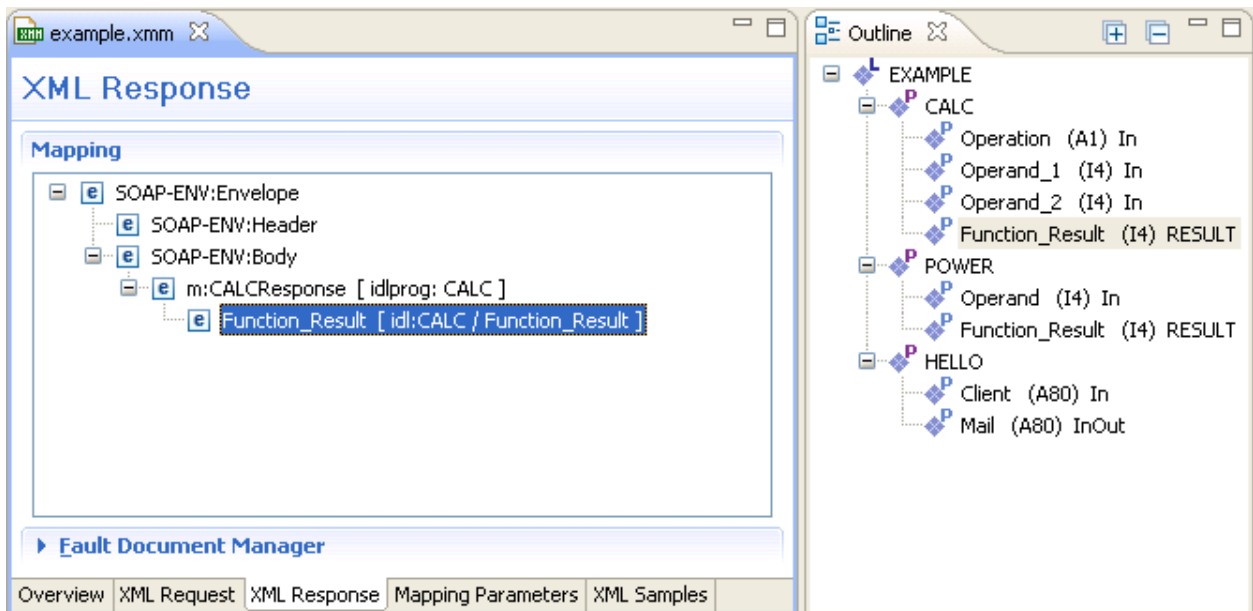 example.xmm
XML Response
Mapping
SOAP-ENV:Envelope
SOAP-ENV:Header
SOAP-ENV:Body
m:CALCResponse [ idlprog: CALC ]
Function_Result [ idl:CALC / Function_Result ]
Fault Document Manager
Overview XML Request XML Response Mapping Parameters XML Samples
Outline
EXAMPLE
CALC
Operation (A1) In
Operand_1 (I4) In
Operand_2 (I4) In
Function_Result (I4) RESULT
POWER
Operand (I4) In
Function_Result (I4) RESULT
HELLO
Client (A80) In
Mail (A80) InOut